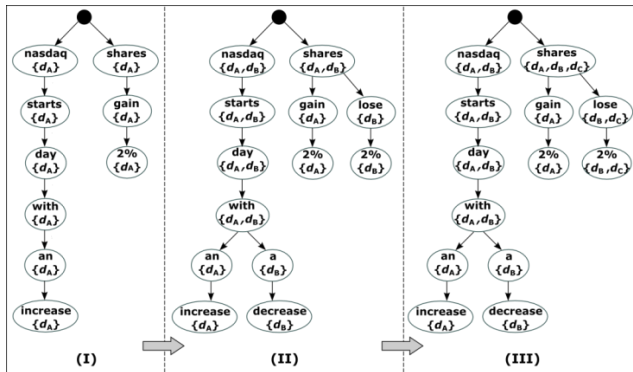 nasdaq
{dA}
shares
{dA}
starts
{dA}
gain
{dA}
day
{dA}
2%
{dA}
with
{dA}
an
{dA}
increase
{dA}
(I)
nasdaq
{dA,dB}
shares
{dA,dB}
starts
{dA,dB}
gain
{dA}
lose
{dB}
day
{dA,dB}
2%
{dA}
2%
{dB}
with
{dA,dB}
an
{dA}
a
{dB}
increase
{dA}
decrease
{dB}
(II)
nasdaq
{dA,dB}
shares
{dA,dB,dC}
starts
{dA,dB}
gain
{dA}
lose
{dB,dC}
day
{dA,dB}
2%
{dA}
2%
{dB,dC}
with
{dA,dB}
an
{dA}
a
{dB}
increase
{dA}
decrease
{dB}
(III)